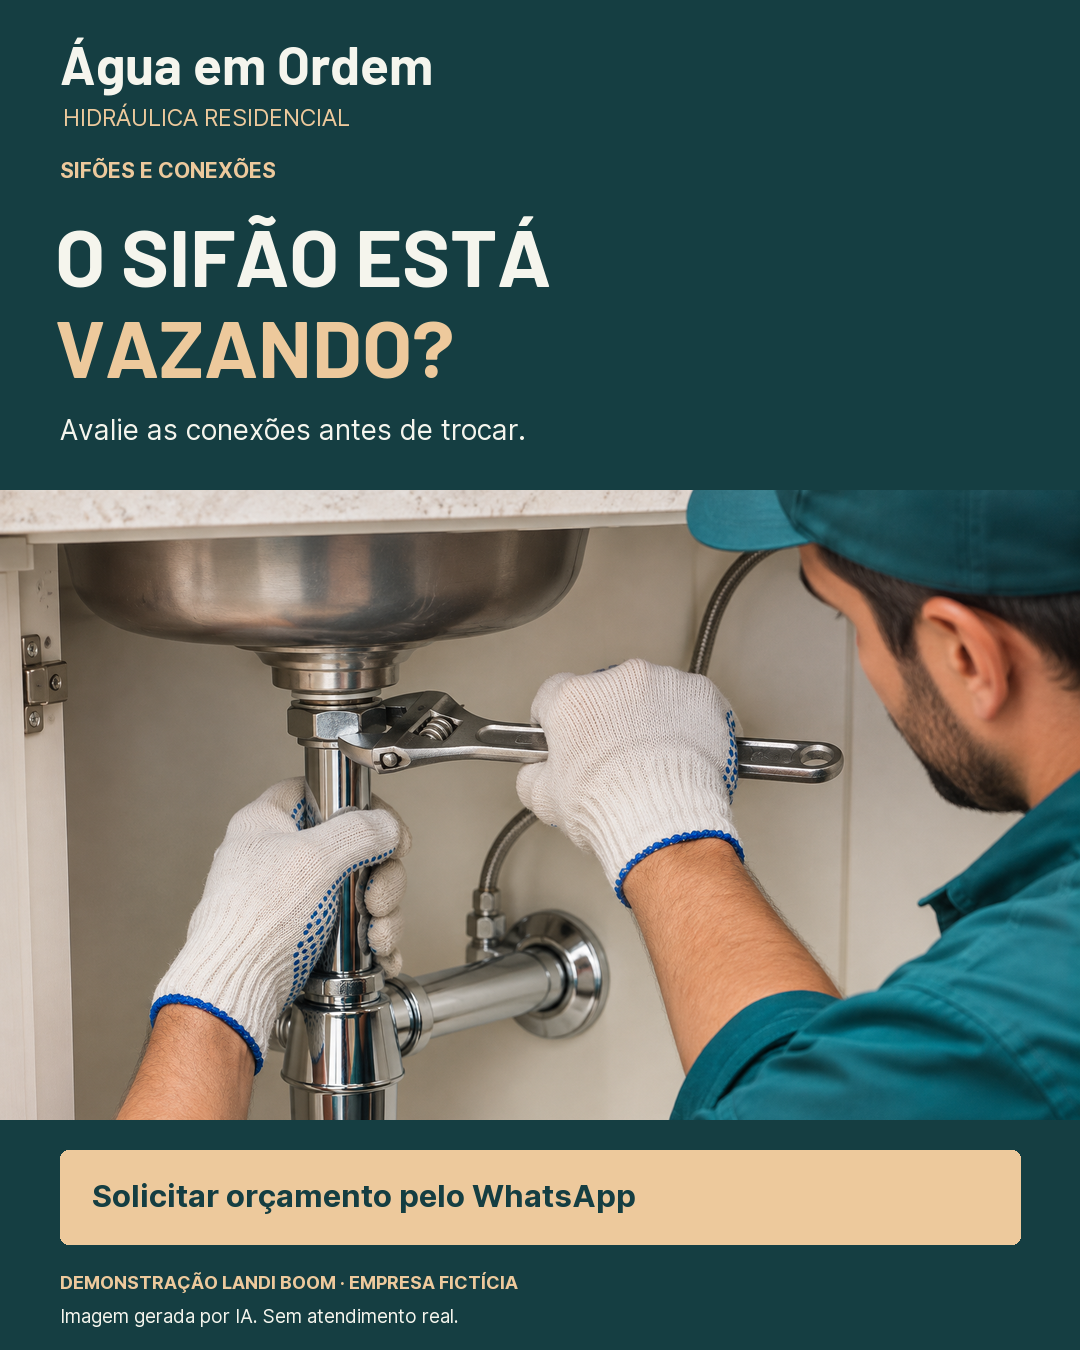 Água em Ordem
HIDRÁULICA RESIDENCIAL
SIFÕES E CONEXÕES
O SIFÃO ESTÁ
VAZANDO?
Avalie as conexões antes de trocar.
Solicitar orçamento pelo WhatsApp
DEMONSTRAÇÃO LANDI BOOM · EMPRESA FICTÍCIA
Imagem gerada por IA. Sem atendimento real.